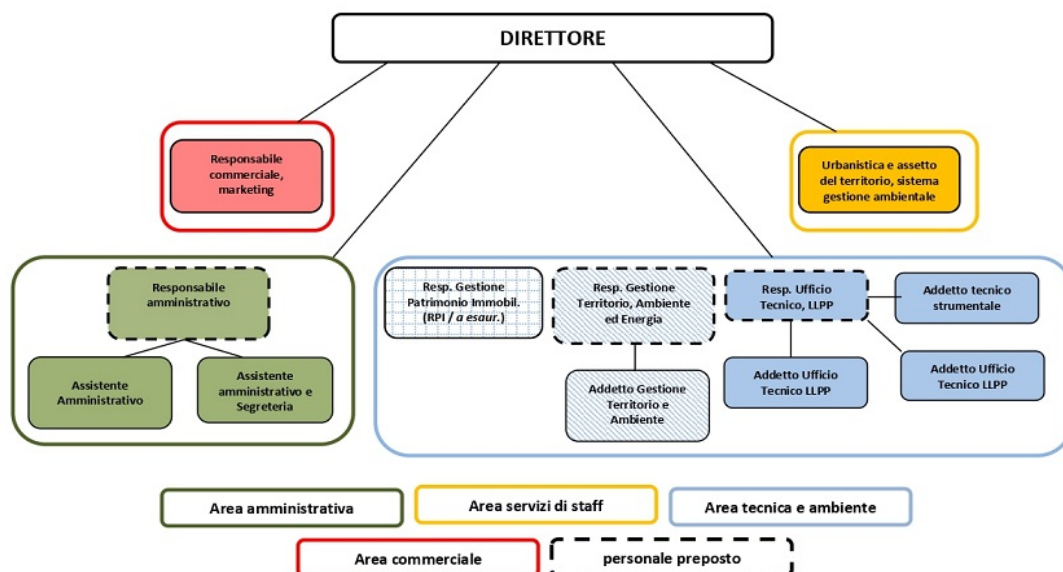 DIRETTORE
Responsabile
commerciale,
marketing
Urbanistica e assetto
del territorio, sistema
gestione ambientale
Responsabile
amministrativo
Assistente
Amministrativo
Assistente
amministrativo e
Segreteria
Resp. Gestione
Patrimonio Immobil.
(RPI / a esaur.)
Resp. Gestione
Territorio, Ambiente
ed Energia
Addetto Gestione
Territorio e
Ambiente
Resp. Ufficio
Tecnico, LLPP
Addetto tecnico
strumentale
Addetto Ufficio
Tecnico LLPP
Addetto Ufficio
Tecnico LLPP
Area amministrativa
Area servizi di staff
Area tecnica e ambiente
Area commerciale
personale preposto